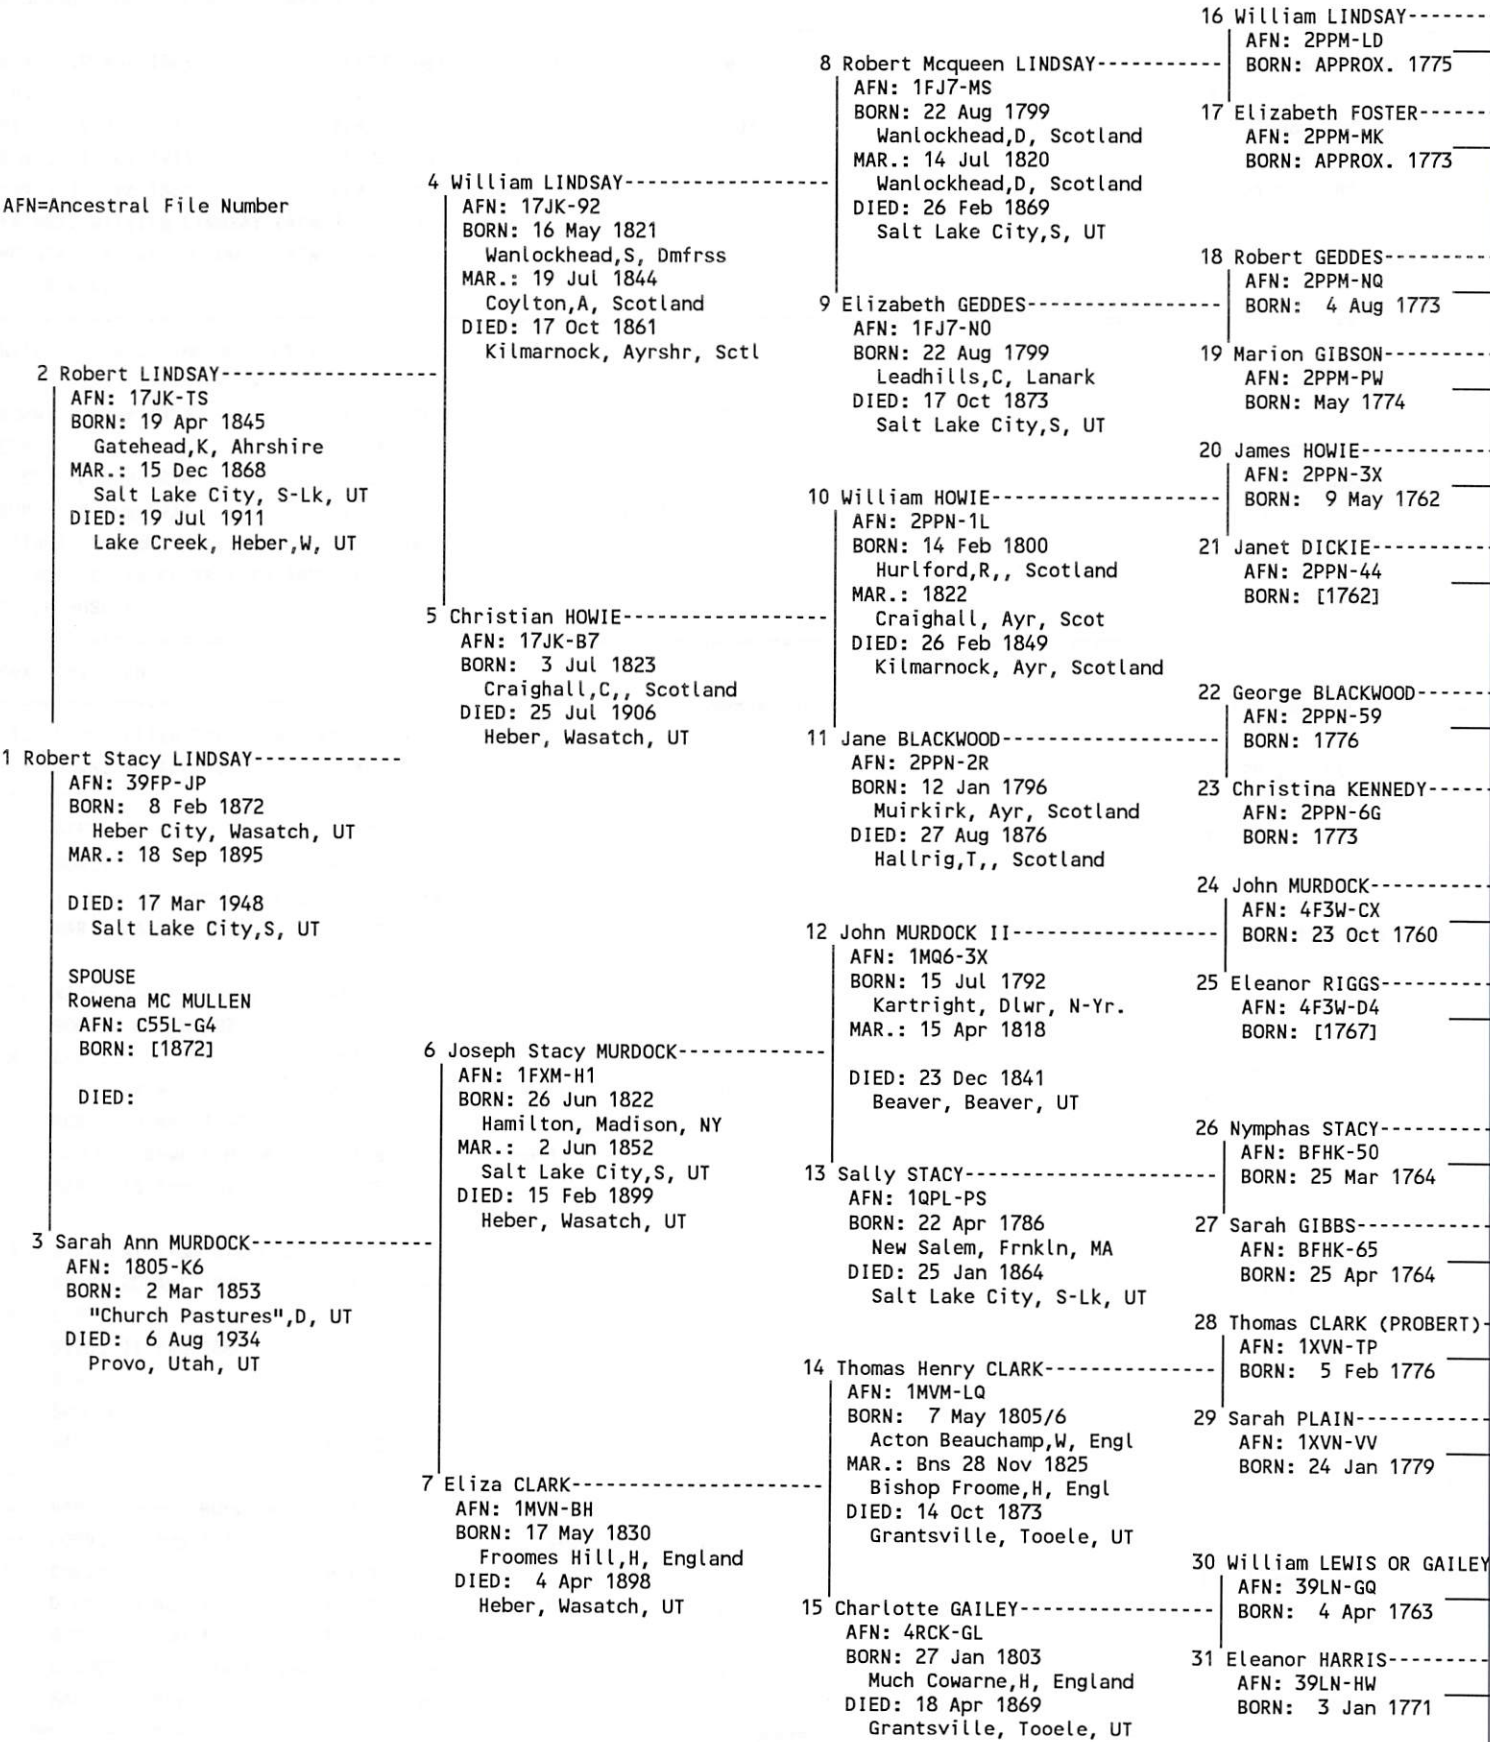 AFN=Ancestral File Number
1 Robert Stacy LINDSAY-------------
AFN: 39FP-JP
BORN:  8 Feb 1872
Heber City, Wasatch, UT
MAR.: 18 Sep 1895
DIED: 17 Mar 1948
Salt Lake City,S, UT
SPOUSE
Rowena MC MULLEN
AFN: C55L-G4
BORN: [1872]
DIED:
2 Robert LINDSAY-------------------
AFN: 17JK-TS
BORN: 19 Apr 1845
Gatehead,K, Ahrshire
MAR.: 15 Dec 1868
Salt Lake City, S-Lk, UT
DIED: 19 Jul 1911
Lake Creek, Heber,W, UT
3 Sarah Ann MURDOCK----------------
AFN: 1805-K6
BORN:  2 Mar 1853
"Church Pastures",D, UT
DIED:  6 Aug 1934
Provo, Utah, UT
4 William LINDSAY------------------
AFN: 17JK-92
BORN: 16 May 1821
Wanlockhead,S, Dmfrss
MAR.: 19 Jul 1844
Coylton,A, Scotland
DIED: 17 Oct 1861
Kilmarnock, Ayrshr, Sctl
5 Christian HOWIE------------------
AFN: 17JK-B7
BORN:  3 Jul 1823
Craighall,C,, Scotland
DIED: 25 Jul 1906
Heber, Wasatch, UT
6 Joseph Stacy MURDOCK-------------
AFN: 1FXM-H1
BORN: 26 Jun 1822
Hamilton, Madison, NY
MAR.:  2 Jun 1852
Salt Lake City,S, UT
DIED: 15 Feb 1899
Heber, Wasatch, UT
7 Eliza CLARK----------------------
AFN: 1MVN-BH
BORN: 17 May 1830
Froomes Hill,H, England
DIED:  4 Apr 1898
Heber, Wasatch, UT
8 Robert Mcqueen LINDSAY-----------
AFN: 1FJ7-MS
BORN: 22 Aug 1799
Wanlockhead,D, Scotland
MAR.: 14 Jul 1820
Wanlockhead,D, Scotland
DIED: 26 Feb 1869
Salt Lake City,S, UT
9 Elizabeth GEDDES-----------------
AFN: 1FJ7-N0
BORN: 22 Aug 1799
Leadhills,C, Lanark
DIED: 17 Oct 1873
Salt Lake City,S, UT
10 William HOWIE--------------------
AFN: 2PPN-1L
BORN: 14 Feb 1800
Hurlford,R,, Scotland
MAR.: 1822
Craighall, Ayr, Scot
DIED: 26 Feb 1849
Kilmarnock, Ayr, Scotland
11 Jane BLACKWOOD-------------------
AFN: 2PPN-2R
BORN: 12 Jan 1796
Muirkirk, Ayr, Scotland
DIED: 27 Aug 1876
Hallrig,T,, Scotland
12 John MURDOCK II------------------
AFN: 1MQ6-3X
BORN: 15 Jul 1792
Kartright, Dlwr, N-Yr.
MAR.: 15 Apr 1818
DIED: 23 Dec 1841
Beaver, Beaver, UT
13 Sally STACY----------------------
AFN: 1QPL-PS
BORN: 22 Apr 1786
New Salem, Frnkln, MA
DIED: 25 Jan 1864
Salt Lake City, S-Lk, UT
14 Thomas Henry CLARK---------------
AFN: 1MVM-LQ
BORN:  7 May 1805/6
Acton Beauchamp,W, Engl
MAR.: Bns 28 Nov 1825
Bishop Froome,H, Engl
DIED: 14 Oct 1873
Grantsville, Tooele, UT
15 Charlotte GAILEY-----------------
AFN: 4RCK-GL
BORN: 27 Jan 1803
Much Cowarne,H, England
DIED: 18 Apr 1869
Grantsville, Tooele, UT
16 William LINDSAY-------
AFN: 2PPM-LD
BORN: APPROX. 1775
17 Elizabeth FOSTER------
AFN: 2PPM-MK
BORN: APPROX. 1773
18 Robert GEDDES---------
AFN: 2PPM-NQ
BORN:  4 Aug 1773
19 Marion GIBSON---------
AFN: 2PPM-PW
BORN: May 1774
20 James HOWIE-----------
AFN: 2PPN-3X
BORN:  9 May 1762
21 Janet DICKIE----------
AFN: 2PPN-44
BORN: [1762]
22 George BLACKWOOD------
AFN: 2PPN-59
BORN: 1776
23 Christina KENNEDY-----
AFN: 2PPN-6G
BORN: 1773
24 John MURDOCK----------
AFN: 4F3W-CX
BORN: 23 Oct 1760
25 Eleanor RIGGS---------
AFN: 4F3W-D4
BORN: [1767]
26 Nymphas STACY---------
AFN: BFHK-50
BORN: 25 Mar 1764
27 Sarah GIBBS-----------
AFN: BFHK-65
BORN: 25 Apr 1764
28 Thomas CLARK (PROBERT)-
AFN: 1XVN-TP
BORN:  5 Feb 1776
29 Sarah PLAIN-----------
AFN: 1XVN-VV
BORN: 24 Jan 1779
30 William LEWIS OR GAILEY
AFN: 39LN-GQ
BORN:  4 Apr 1763
31 Eleanor HARRIS--------
AFN: 39LN-HW
BORN:  3 Jan 1771